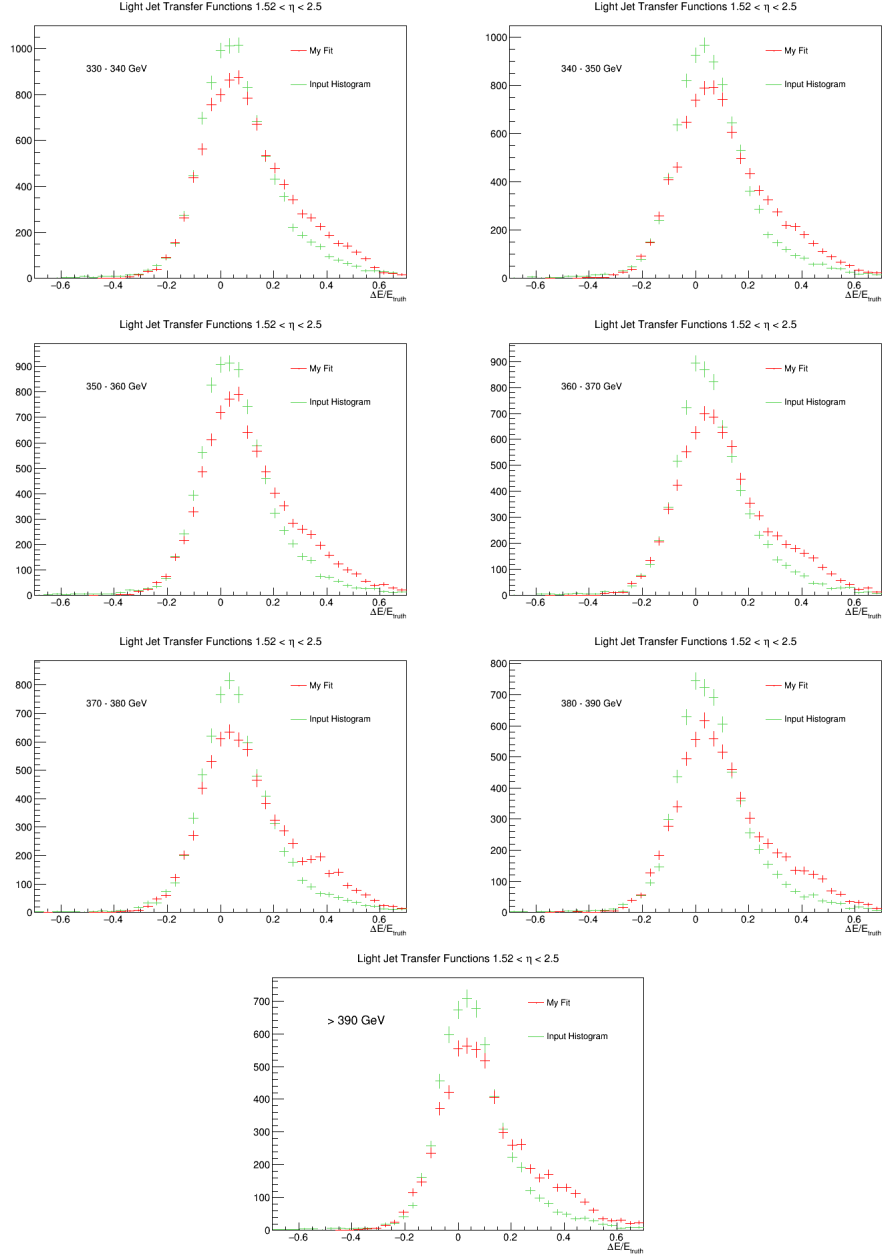 Light Jet Transfer Functions 1.52 < η < 2.5
330 - 340 GeV
My Fit
Input Histogram
1000
800
600
400
200
0
−0.6 −0.4 −0.2 0 0.2 0.4 0.6
ΔE/E_truth
Light Jet Transfer Functions 1.52 < η < 2.5
340 - 350 GeV
My Fit
Input Histogram
1000
800
600
400
200
0
−0.6 −0.4 −0.2 0 0.2 0.4 0.6
ΔE/E_truth
Light Jet Transfer Functions 1.52 < η < 2.5
350 - 360 GeV
My Fit
Input Histogram
900
800
700
600
500
400
300
200
100
0
−0.6 −0.4 −0.2 0 0.2 0.4 0.6
ΔE/E_truth
Light Jet Transfer Functions 1.52 < η < 2.5
360 - 370 GeV
My Fit
Input Histogram
900
800
700
600
500
400
300
200
100
0
−0.6 −0.4 −0.2 0 0.2 0.4 0.6
ΔE/E_truth
Light Jet Transfer Functions 1.52 < η < 2.5
370 - 380 GeV
My Fit
Input Histogram
800
700
600
500
400
300
200
100
0
−0.6 −0.4 −0.2 0 0.2 0.4 0.6
ΔE/E_truth
Light Jet Transfer Functions 1.52 < η < 2.5
380 - 390 GeV
My Fit
Input Histogram
800
700
600
500
400
300
200
100
0
−0.6 −0.4 −0.2 0 0.2 0.4 0.6
ΔE/E_truth
Light Jet Transfer Functions 1.52 < η < 2.5
> 390 GeV
My Fit
Input Histogram
700
600
500
400
300
200
100
0
−0.6 −0.4 −0.2 0 0.2 0.4 0.6
ΔE/E_truth